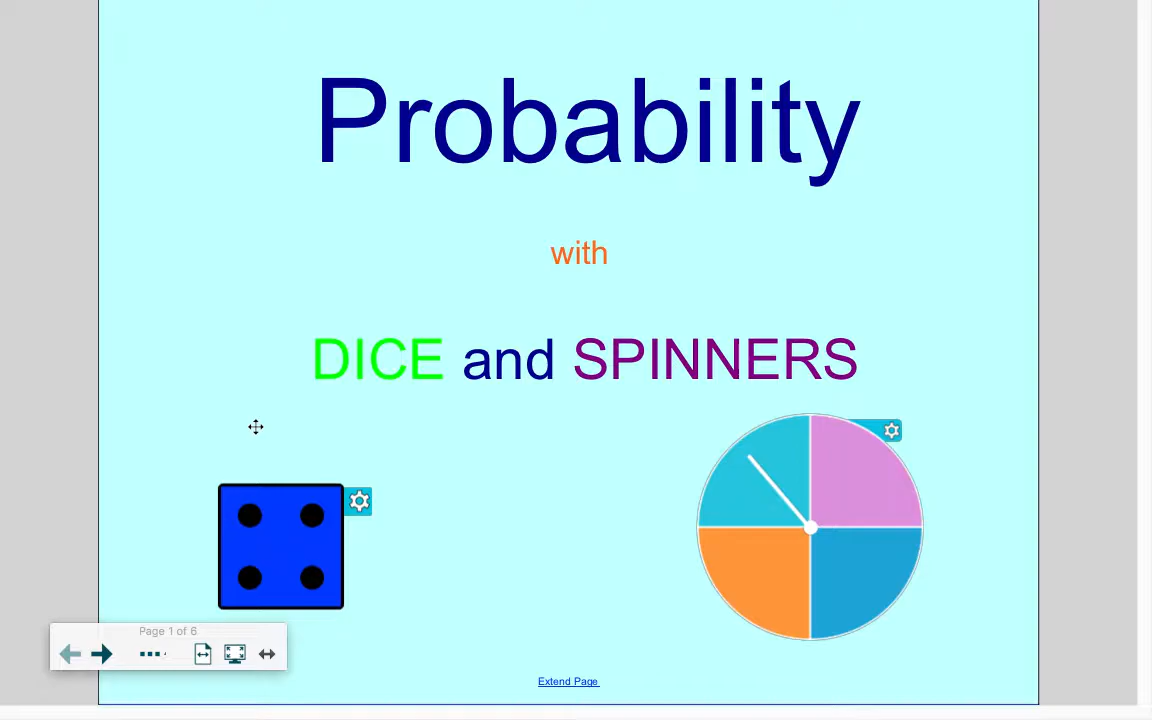 Probability
with
DICE and SPINNERS
Page 1 of 6
Extend Page